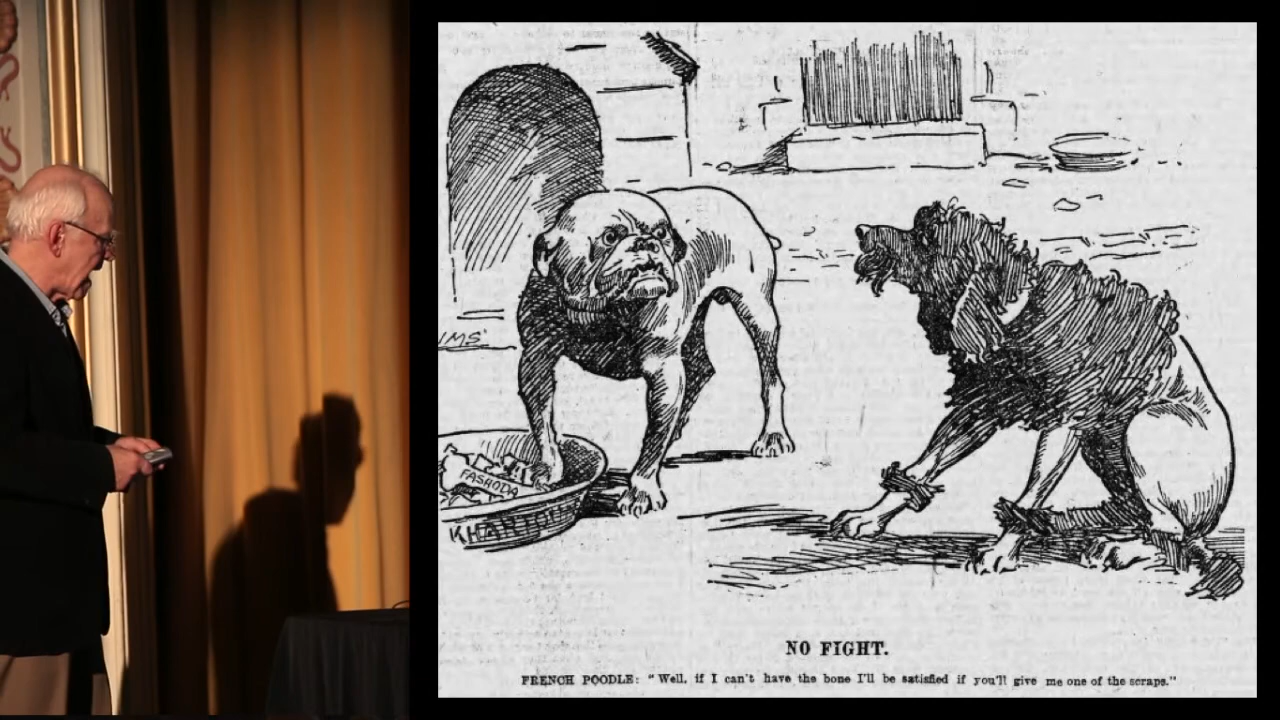 IMS
FASHODA
KHARTOUM
NO FIGHT.
FRENCH POODLE: "Well, if I can't have the bone I'll be satisfied if you'll give me one of the scraps."